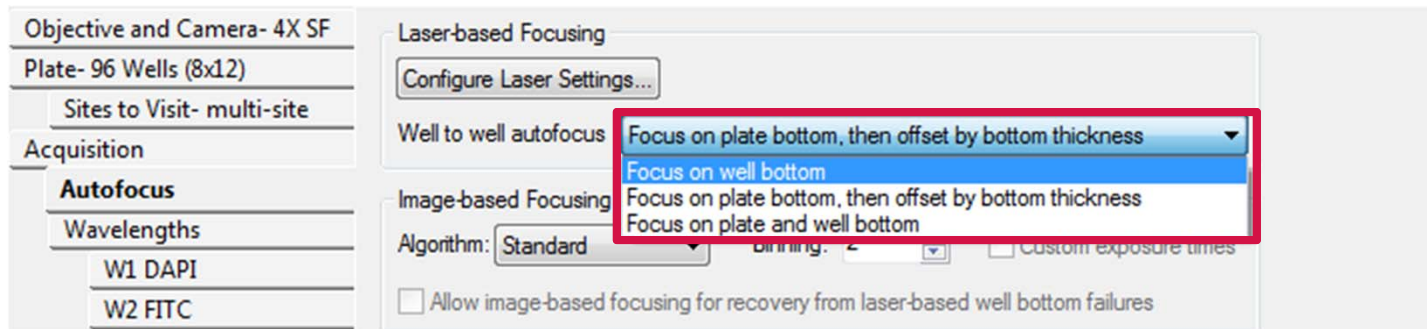 Objective and Camera- 4X SF
Plate- 96 Wells (8x12)
Sites to Visit- multi-site
Acquisition
Autofocus
Wavelengths
W1 DAPI
W2 FITC
Laser-based Focusing
Configure Laser Settings...
Well to well autofocus Focus on plate bottom, then offset by bottom thickness
Focus on well bottom
Focus on plate bottom, then offset by bottom thickness
Focus on plate and well bottom
Image-based Focusing
Algorithm: Standard Binning: 2 Custom exposure times
Allow image-based focusing for recovery from laser-based well bottom failures